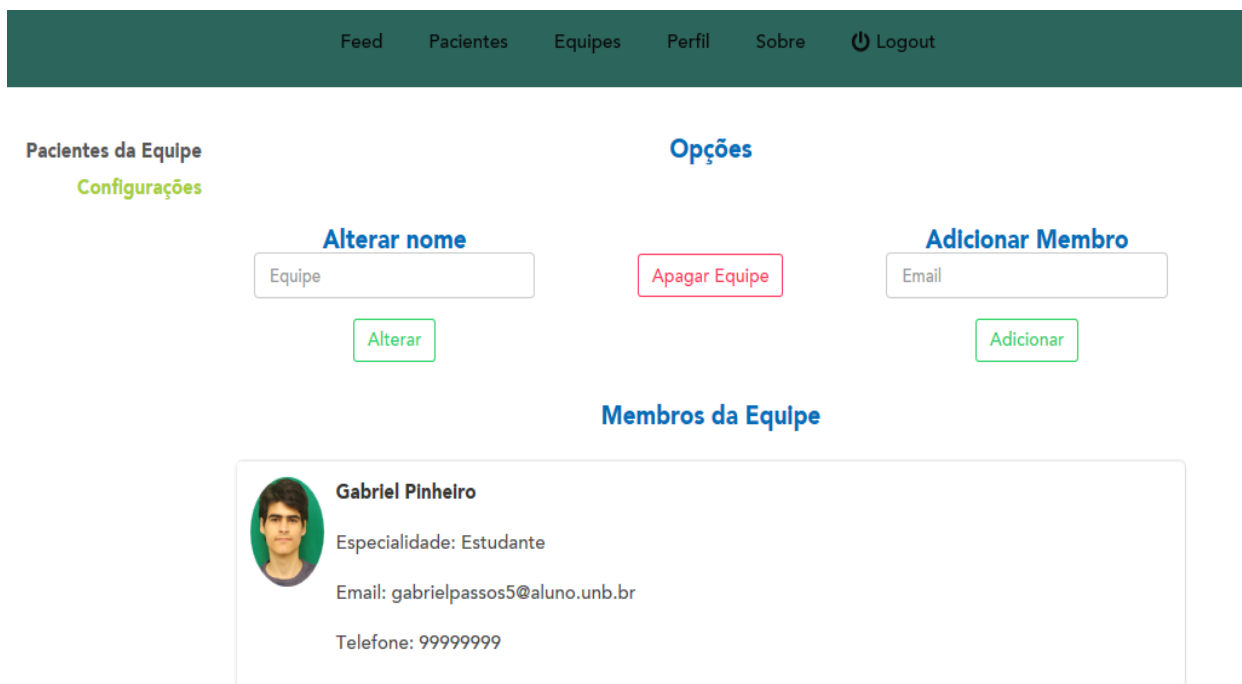 Feed Pacientes Equipes Perfil Sobre Logout
Pacientes da Equipe
Configurações
Opções
Alterar nome
Equipe
Alterar
Apagar Equipe
Adicionar Membro
Email
Adicionar
Membros da Equipe
Gabriel Pinheiro
Especialidade: Estudante
Email: gabrielpassos5@aluno.unb.br
Telefone: 99999999